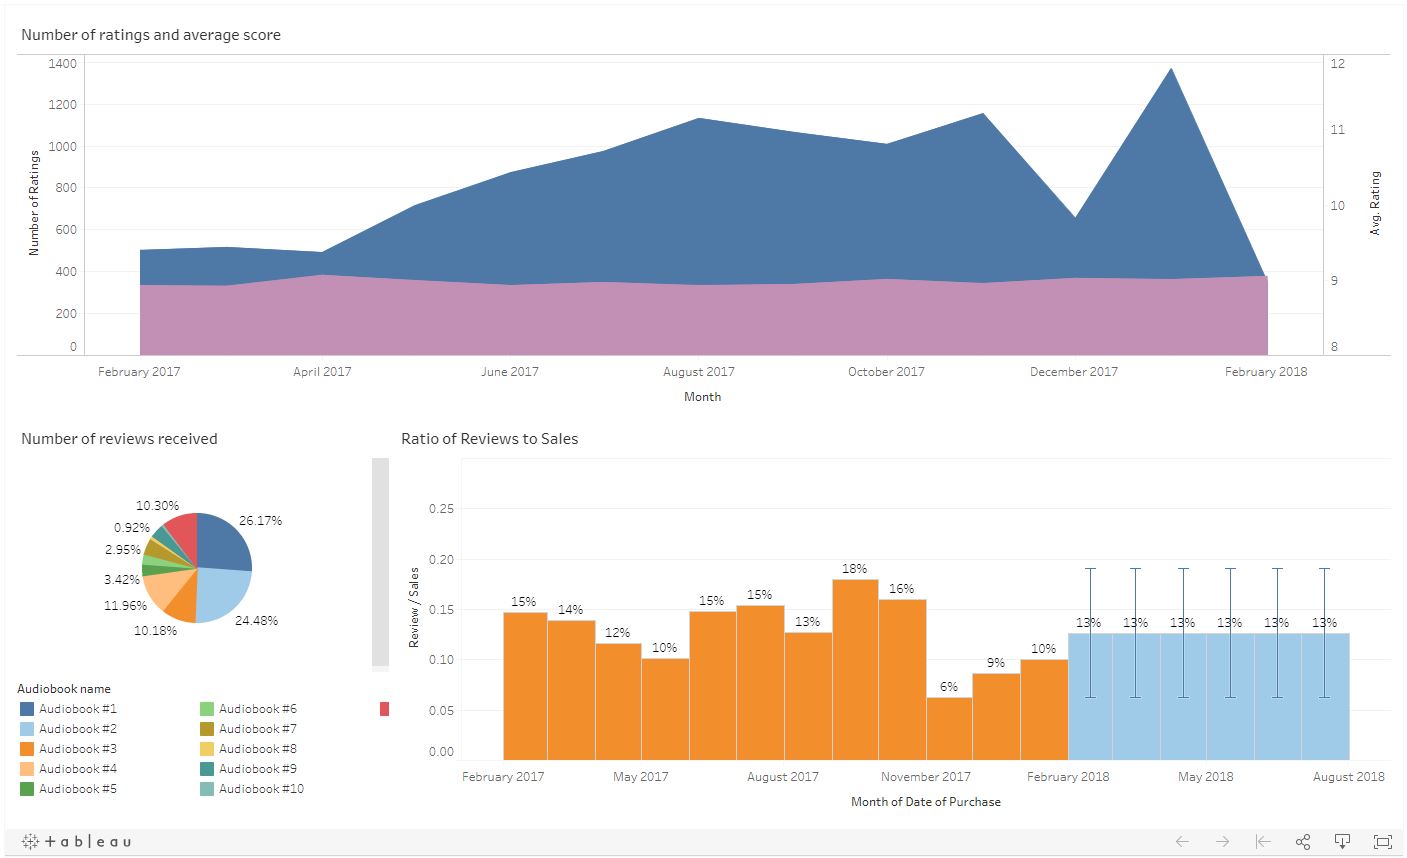 Number of ratings and average score
1400
1200
1000
800
600
400
200
0
Number of Ratings
12
11
10
9
8
Avg. Rating
February 2017 April 2017 June 2017 August 2017 October 2017 December 2017 February 2018
Month
Number of reviews received
10.30%
26.17%
0.92%
2.95%
3.42%
11.96%
24.48%
10.18%
Audiobook name
Audiobook #1 Audiobook #6
Audiobook #2 Audiobook #7
Audiobook #3 Audiobook #8
Audiobook #4 Audiobook #9
Audiobook #5 Audiobook #10
Ratio of Reviews to Sales
0.25
0.20
0.15
0.10
0.05
0.00
Review / Sales
15% 14% 12% 10% 15% 15% 13% 18% 16% 6% 9% 10% 13% 13% 13% 13% 13% 13%
February 2017 May 2017 August 2017 November 2017 February 2018 May 2018 August 2018
Month of Date of Purchase
tableau